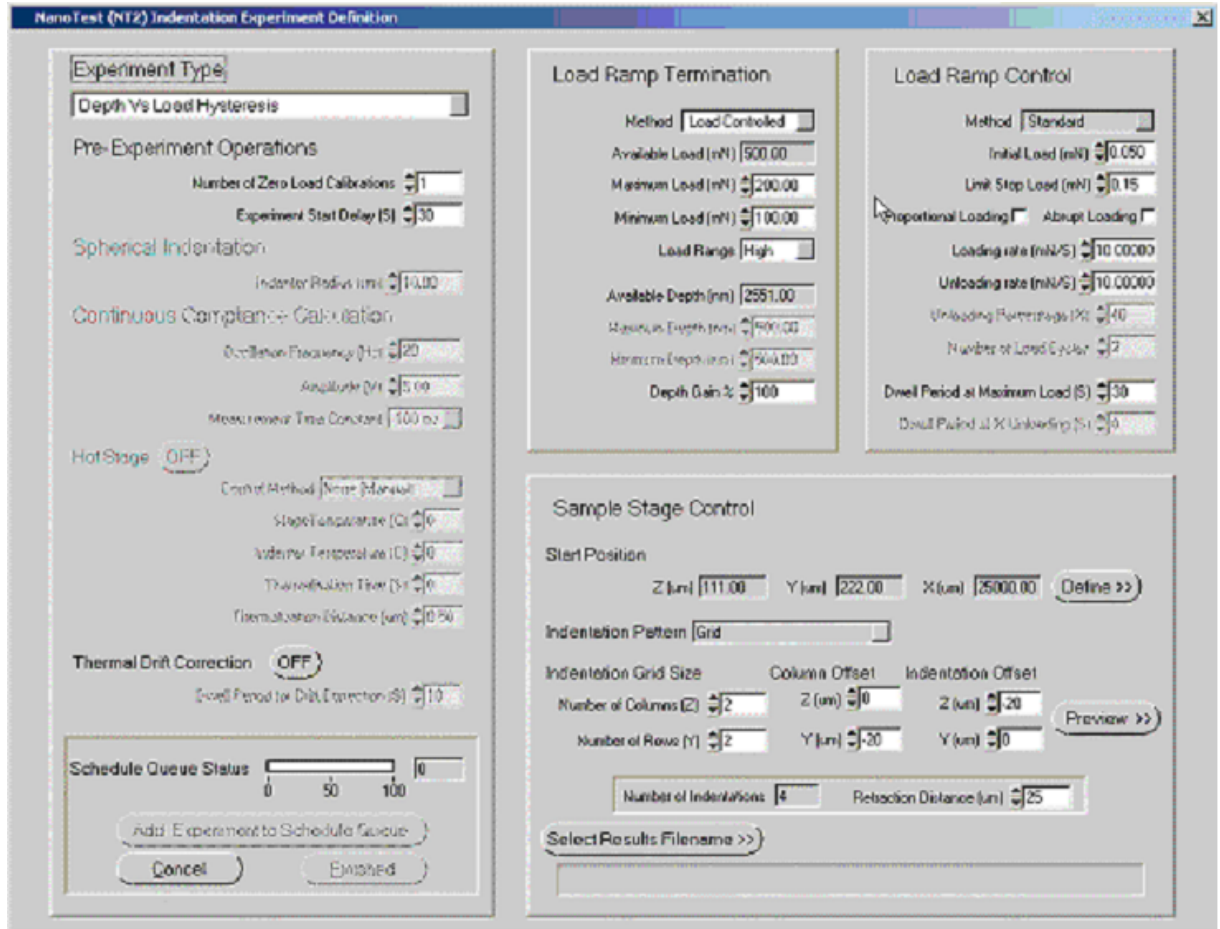 NanoTest (NT2) Indentation Experiment Definition
Experiment Type
Depth Vs Load Hysteresis
Pre-Experiment Operations
Number of Zero Load Calibrations 1
Experiment Start Delay (S) 30
Spherical Indentation
Indenter Radius (um) 10.00
Continuous Compliance Calculation
Oscillation Frequency (Hz) 20
Amplitude (V) 5.00
Measurement Time Constant 100
Hot Stage OFF
Control Method None (Manual)
Stage Temperature (C) 0
Indenter Temperature (C) 0
Thermalisation Time (S) 0
Thermalisation Distance (um) 0.50
Thermal Drift Correction OFF
Dwell Period for Drift Correction (S) 10
Schedule Queue Status 0
0 50 100
Add Experiment to Schedule Queue
Cancel Finished
Load Ramp Termination
Method Load Controlled
Available Load (mN) 500.00
Maximum Load (mN) 200.00
Minimum Load (mN) 100.00
Load Range High
Available Depth (nm) 2551.00
Maximum Depth (nm) 500.00
Minimum Depth (nm) 500.00
Depth Gain % 100
Load Ramp Control
Method Standard
Initial Load (mN) 0.050
Limit Stop Load (mN) 0.15
Proportional Loading Abrupt Loading
Loading rate (mN/S) 10.00000
Unloading rate (mN/S) 10.00000
Unloading Percentage (%) 40
Number of Load Cycles 2
Dwell Period at Maximum Load (S) 30
Dwell Period at % Unloading (S)
Sample Stage Control
Start Position
Z (um) 111.00 Y (um) 222.00 X (um) 25000.00 Define >>
Indentation Pattern Grid
Indentation Grid Size Column Offset Indentation Offset
Number of Columns (Z) 2 Z (um) 0 Z (um) -20
Preview >>
Number of Rows (Y) 2 Y (um) -20 Y (um) 0
Number of Indentations 4 Retraction Distance (um) 25
Select Results Filename >>